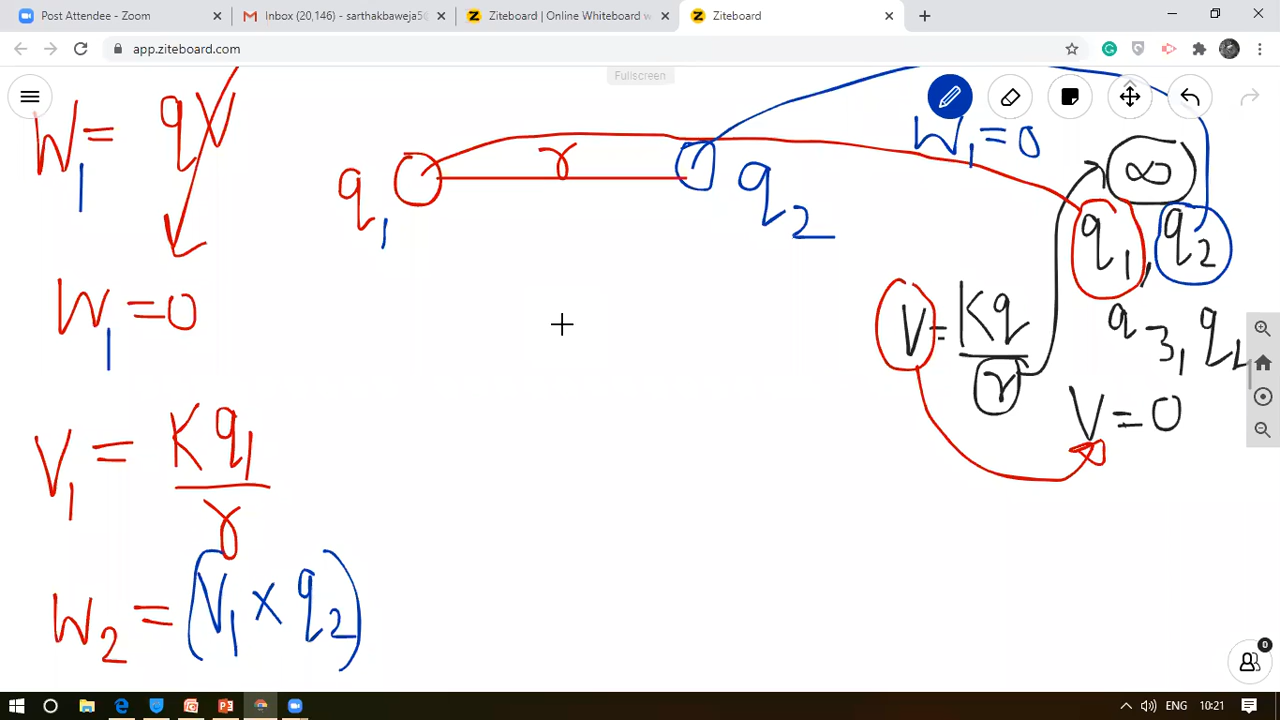 Post Attendee - Zoom
Inbox (20,146) - sarthakbaweja5
Ziteboard | Online Whiteboard w
Ziteboard
app.ziteboard.com
Fullscreen
W1 = qV
q1
r
q2
W1 = 0
∞
q1, q2
q3, q4
W1 = 0
V = Kq/r
V = 0
V1 = Kq1/r
W2 = (V1 × q2)
0
ENG
10:21